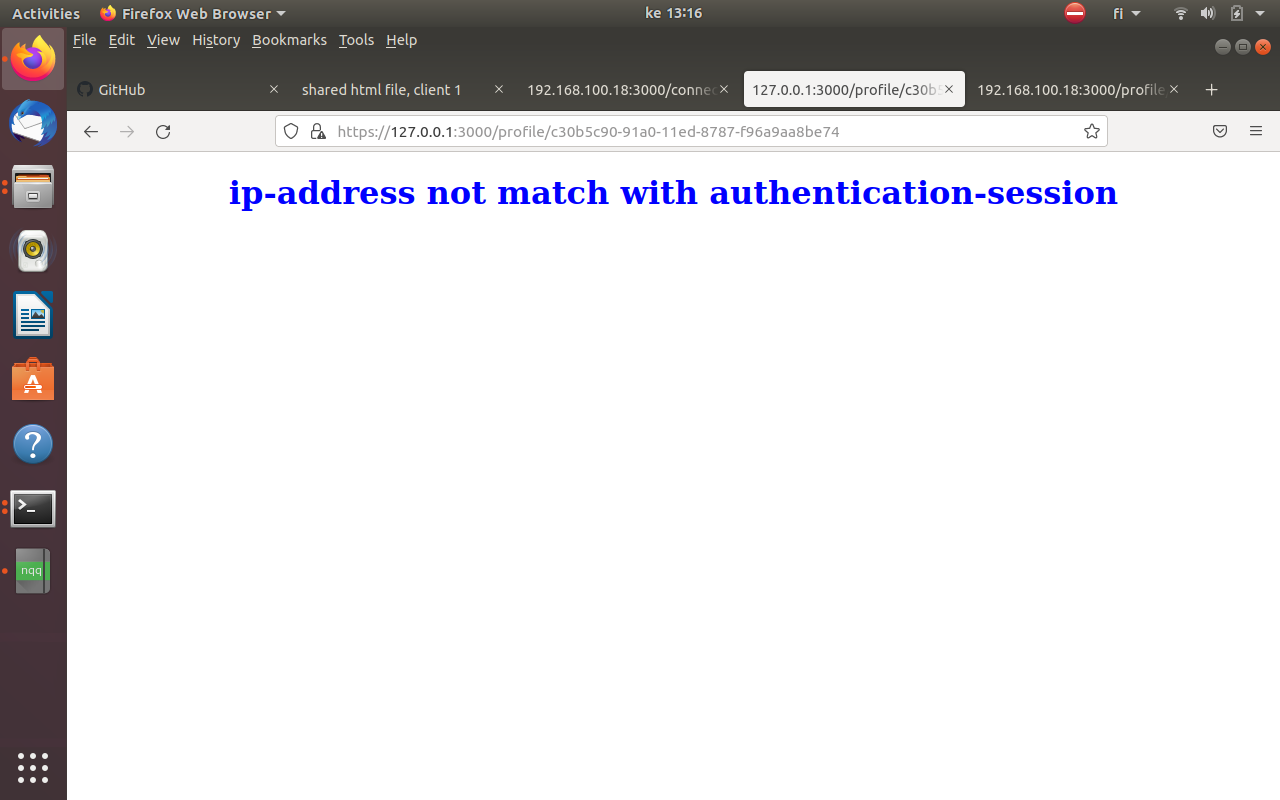 Activities Firefox Web Browser ke 13:16 fi
File Edit View History Bookmarks Tools Help
GitHub shared html file, client 1 192.168.100.18:3000/connec 127.0.0.1:3000/profile/c30b5 192.168.100.18:3000/profile
https://127.0.0.1:3000/profile/c30b5c90-91a0-11ed-8787-f96a9aa8be74
ip-address not match with authentication-session
nqq